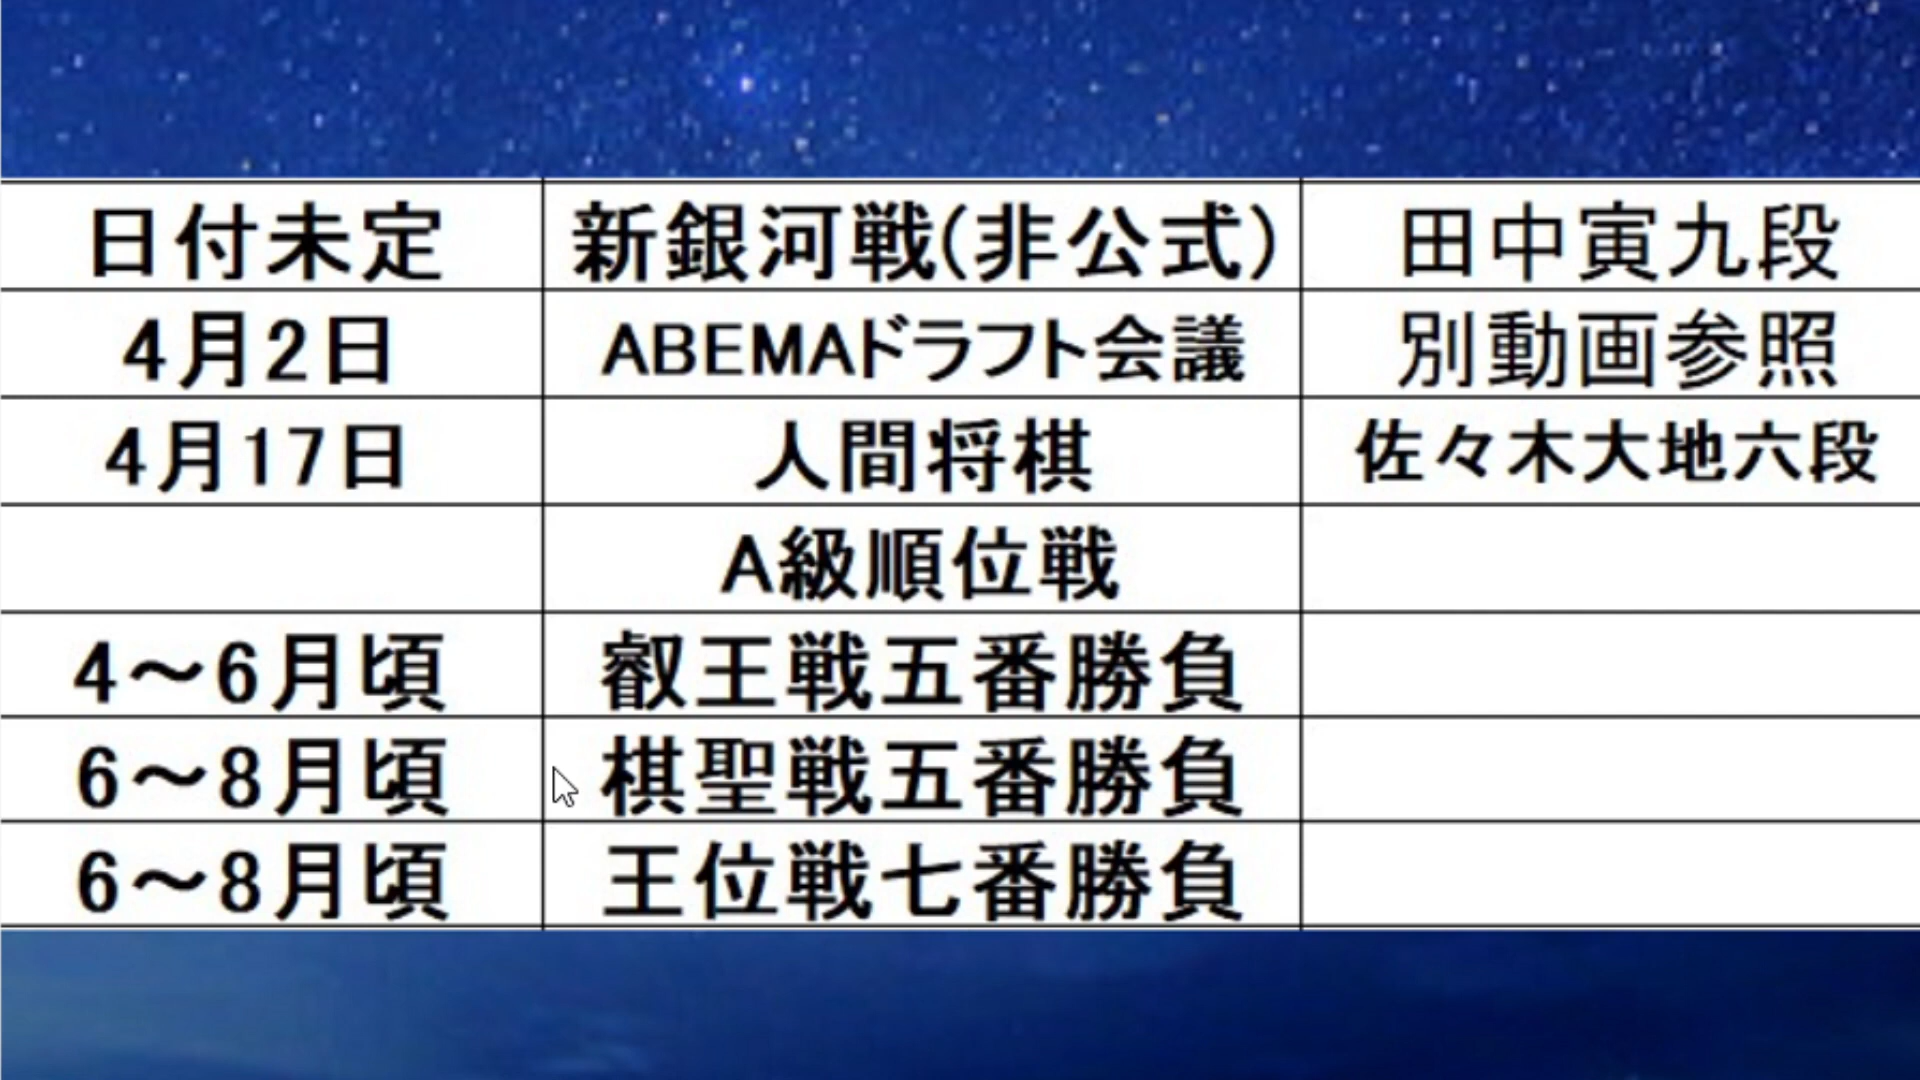 日付未定 新銀河戦(非公式) 田中寅九段
4月2日 ABEMAドラフト会議 別動画参照
4月17日 人間将棋 佐々木大地六段
A級順位戦
4～6月頃 叡王戦五番勝負
6～8月頃 棋聖戦五番勝負
6～8月頃 王位戦七番勝負